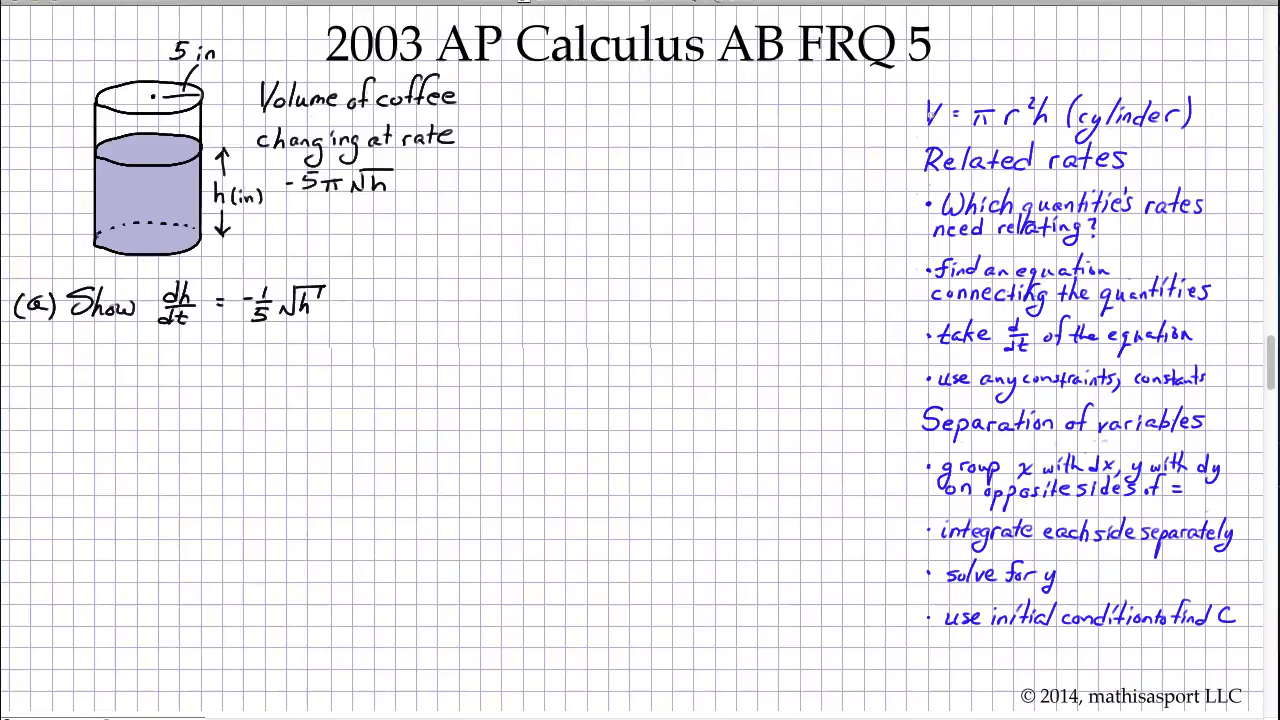 2003 AP Calculus AB FRQ 5
5 in
Volume of coffee
changing at rate
-5π√h
h(in)
(a) Show dh/dt = -1/5 √h
V = πr²h (cylinder)
Related rates
· Which quantitie's rates
need relating?
· find an equation
connecting the quantities
· take d/dt of the equation
· use any constraints, constants
Separation of variables
· group x with dx, y with dy
on opposite sides of =
· integrate each side separately
· solve for y
· use initial condition to find C
© 2014, mathisasport LLC